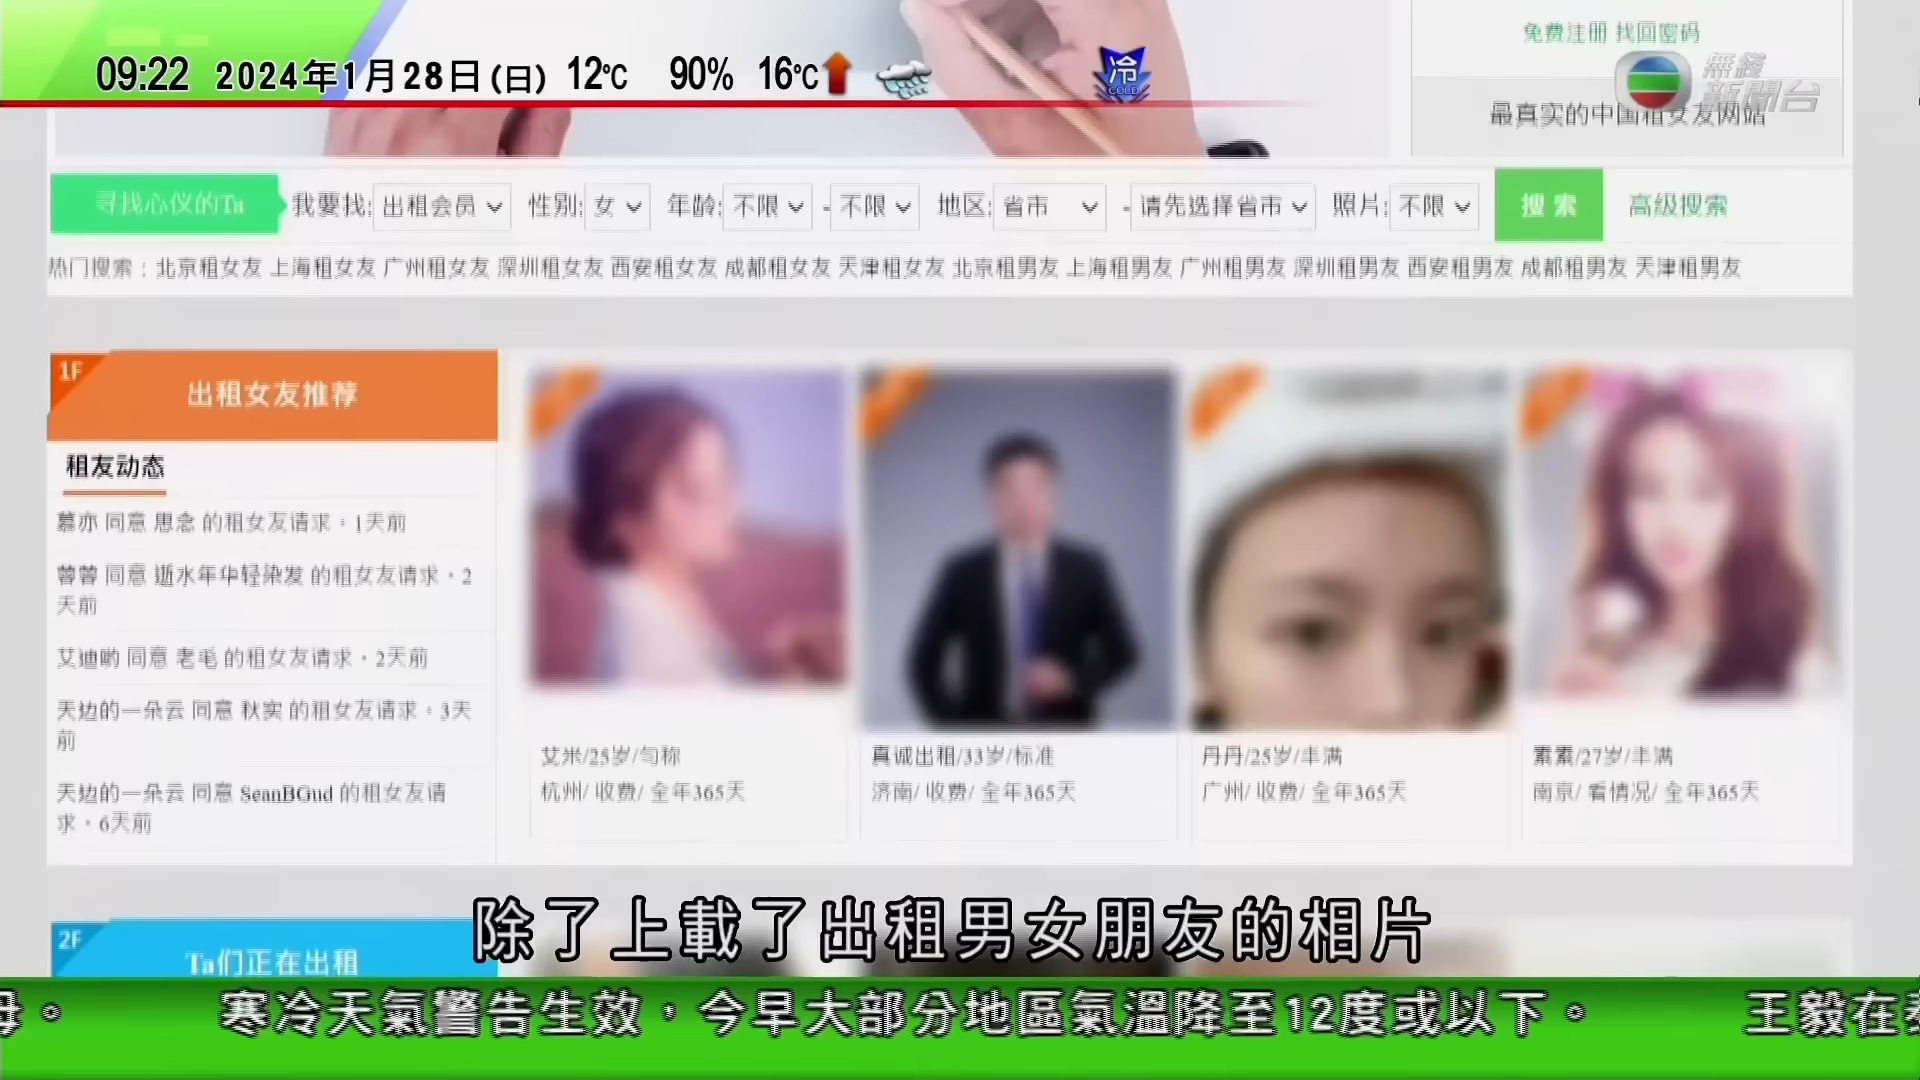 免费注册 找回密码
09:22 2024年1月28日(日) 12℃ 90% 16℃ 冷 COLD
無綫新聞台
最真实的中国租女友网站
寻找心仪的Ta 我要找: 出租会员 性别: 女 年龄: 不限 - 不限 地区: 省市 - 请先选择省市 照片: 不限 搜 索 高级搜索
热门搜索：北京租女友 上海租女友 广州租女友 深圳租女友 西安租女友 成都租女友 天津租女友 北京租男友 上海租男友 广州租男友 深圳租男友 西安租男友 成都租男友 天津租男友
1F 出租女友推荐
租友动态
慕亦 同意 思念 的租女友请求。1天前
蓉蓉 同意 逝水年华轻染发 的租女友请求。2
天前
艾迪哟 同意 老毛 的租女友请求。2天前
天边的一朵云 同意 秋实 的租女友请求。3天
前
天边的一朵云 同意 SeanBGud 的租女友请
求。6天前
艾米/25岁/匀称
杭州/ 收费/ 全年365天
真诚出租/33岁/标准
济南/ 收费/ 全年365天
丹丹/25岁/丰满
广州/ 收费/ 全年365天
素素/27岁/丰满
南京/ 看情况/ 全年365天
2F Ta们正在出租
除了上載了出租男女朋友的相片
母。 寒冷天氣警告生效，今早大部分地區氣溫降至12度或以下。 王毅在泰